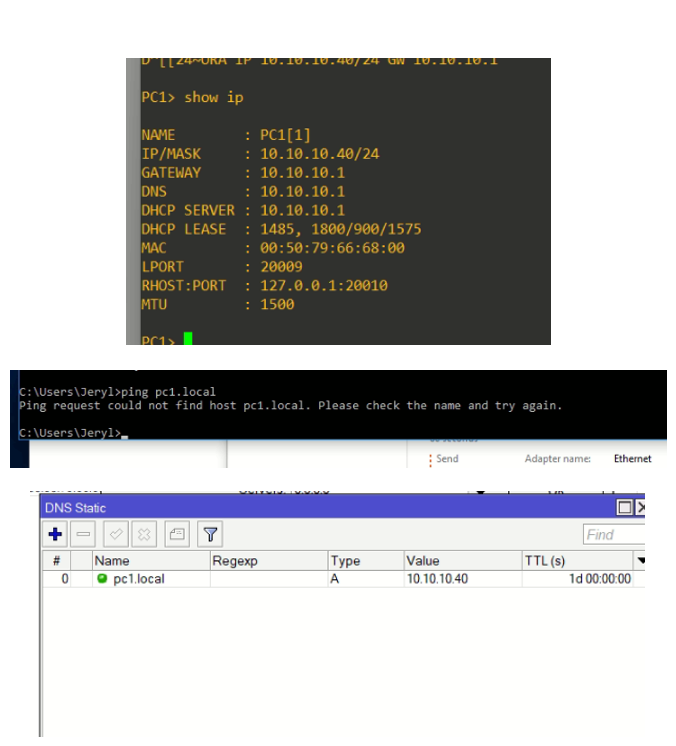 D^[[24~ORA IP 10.10.10.40/24 GW 10.10.10.1
PC1> show ip
NAME : PC1[1]
IP/MASK : 10.10.10.40/24
GATEWAY : 10.10.10.1
DNS : 10.10.10.1
DHCP SERVER : 10.10.10.1
DHCP LEASE : 1485, 1800/900/1575
MAC : 00:50:79:66:68:00
LPORT : 20009
RHOST:PORT : 127.0.0.1:20010
MTU : 1500
PC1>
C:\Users\Jeryl>ping pc1.local
Ping request could not find host pc1.local. Please check the name and try again.
C:\Users\Jeryl>_
Send Adapter name: Ethernet
DNS Static
Find
# Name Regexp Type Value TTL (s)
0 pc1.local A 10.10.10.40 1d 00:00:00